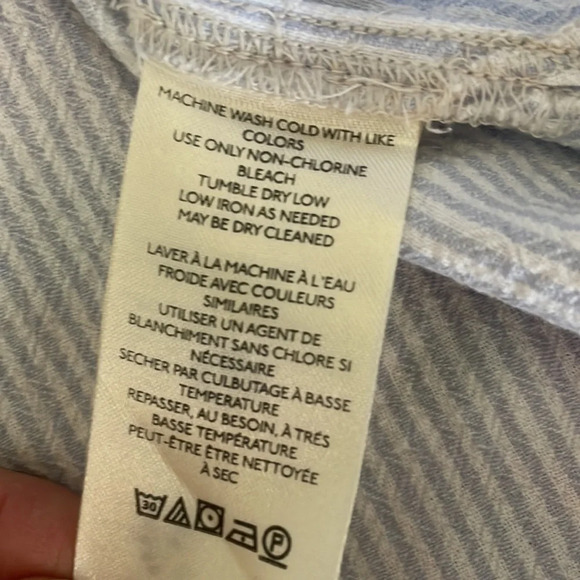 MACHINE WASH COLD WITH LIKE
COLORS
USE ONLY NON-CHLORINE
BLEACH
TUMBLE DRY LOW
LOW IRON AS NEEDED
MAY BE DRY CLEANED
LAVER À LA MACHINE À L'EAU
FROIDE AVEC COULEURS
SIMILAIRES
UTILISER UN AGENT DE
BLANCHIMENT SANS CHLORE SI
NÉCESSAIRE
SECHER PAR CULBUTAGE À BASSE
TEMPERATURE
REPASSER, AU BESOIN, À TRÉS
BASSE TEMPÉRATURE
PEUT-ÊTRE ÊTRE NETTOYÉE
À SEC
30 P